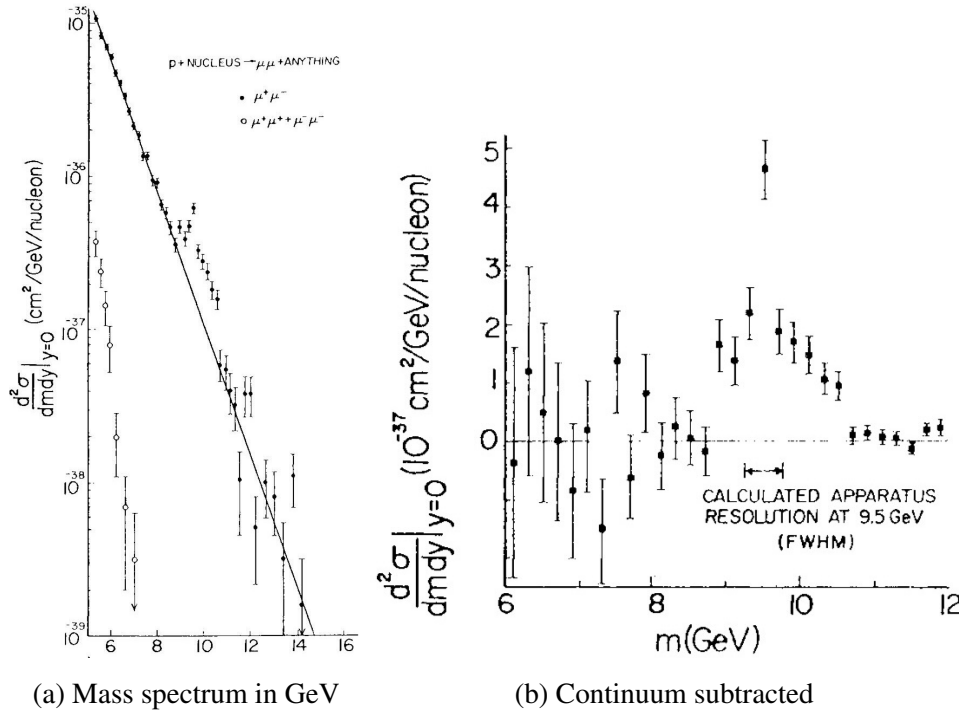 10⁻³⁵
10⁻³⁶
10⁻³⁷
10⁻³⁸
10⁻³⁹
d²σ/dmdy|y=0 (cm²/GeV/nucleon)
p+NUCLEUS → μμ+ANYTHING
• μ⁺μ⁻
○ μ⁺μ⁺+μ⁻μ⁻
6 8 10 12 14 16
(a) Mass spectrum in GeV
5
4
3
2
1
0
d²σ/dmdy|y=0 (10⁻³⁷ cm²/GeV/nucleon)
CALCULATED APPARATUS
RESOLUTION AT 9.5 GeV
(FWHM)
6 8 10 12
m(GeV)
(b) Continuum subtracted